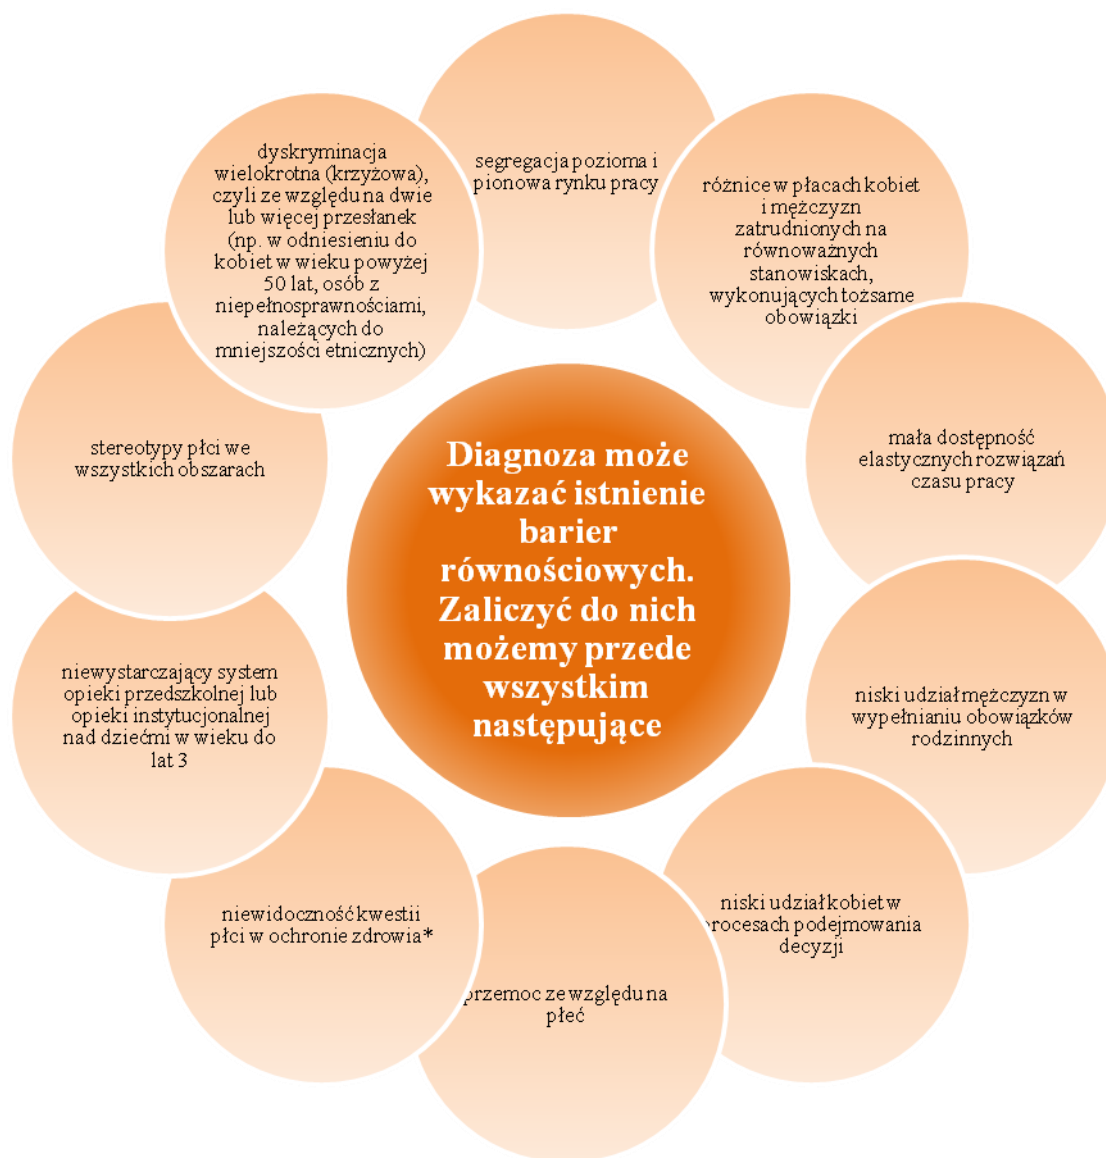 segregacja pozioma i
pionowa rynku pracy
różnice w płacach kobiet
i mężczyzn
zatrudnionych na
równoważnych
stanowiskach,
wykonujących tożsame
obowiązki
mała dostępność
elastycznych rozwiązań
czasu pracy
niski udział mężczyzn w
wypełnianiu obowiązków
rodzinnych
niski udział kobiet w
procesach podejmowania
decyzji
przemoc ze względu na
płeć
niewidoczność kwestii
płci w ochronie zdrowia*
niewystarczający system
opieki przedszkolnej lub
opieki instytucjonalnej
nad dziećmi w wieku do
lat 3
stereotypy płci we
wszystkich obszarach
dyskryminacja
wielokrotna (krzyżowa),
czyli ze względu na dwie
lub więcej przesłanek
(np. w odniesieniu do
kobiet w wieku powyżej
50 lat, osób z
niepełnosprawnościami,
należących do
mniejszości etnicznych)
Diagnoza może
wykazać istnienie
barier
równościowych.
Zaliczyć do nich
możemy przede
wszystkim
następujące